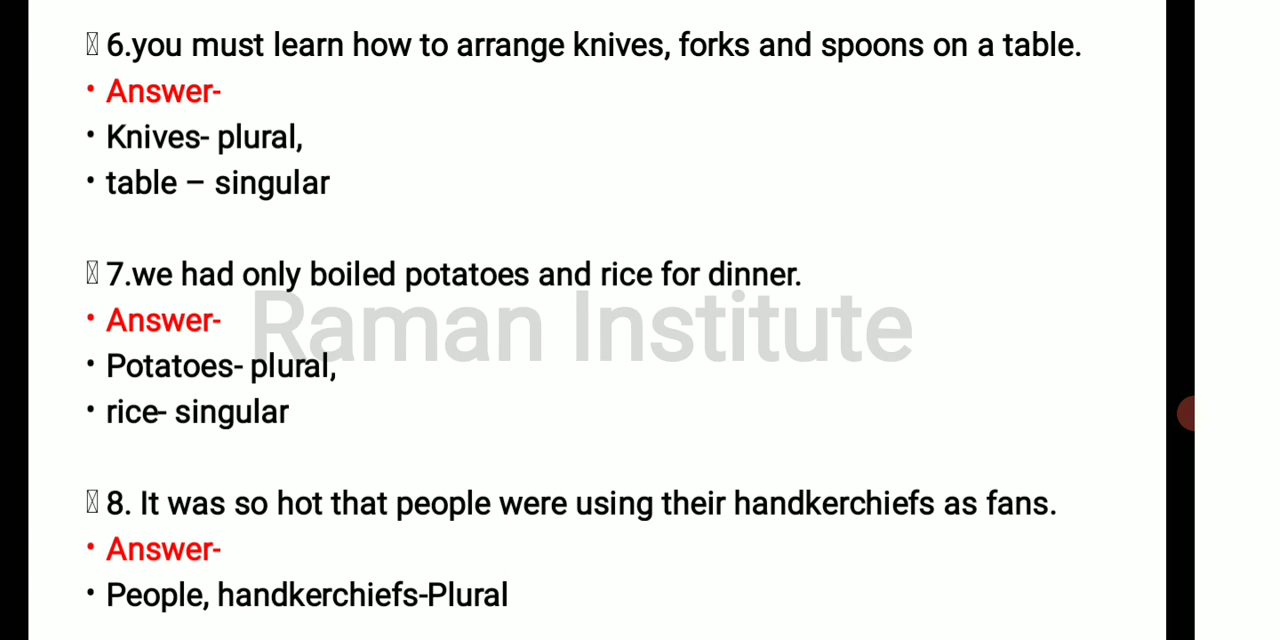 6.you must learn how to arrange knives, forks and spoons on a table.
• Answer-
• Knives- plural,
• table – singular
7.we had only boiled potatoes and rice for dinner.
• Answer-
Raman Institute
• Potatoes- plural,
• rice- singular
8. It was so hot that people were using their handkerchiefs as fans.
• Answer-
• People, handkerchiefs-Plural